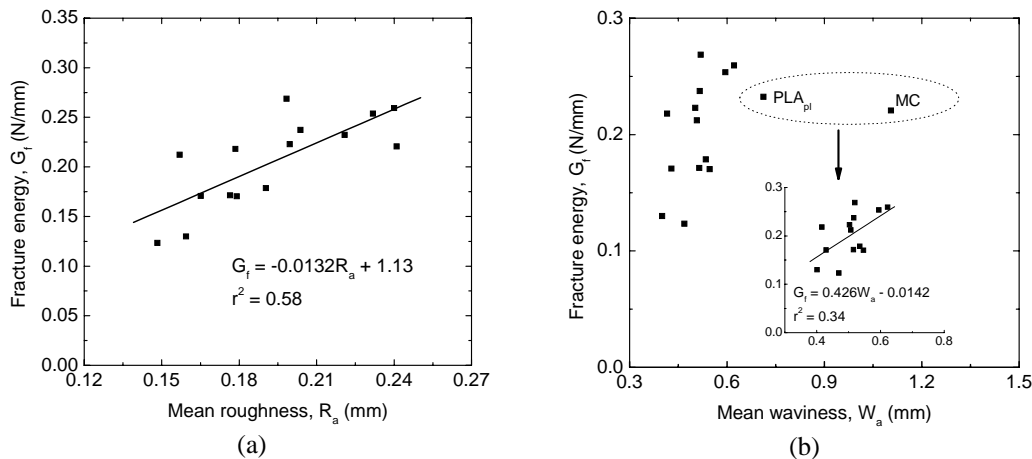 0.35
0.30
0.25
0.20
0.15
0.10
0.05
0.00
Fracture energy, G_f (N/mm)
G_f = -0.0132R_a + 1.13
r² = 0.58
0.12 0.15 0.18 0.21 0.24 0.27
Mean roughness, R_a (mm)
(a)
0.3
0.2
0.1
0.0
Fracture energy, G_f (N/mm)
PLA_pl
MC
0.3
0.2
0.1
0.0
G_f = 0.426W_a - 0.0142
r² = 0.34
0.4 0.6 0.8
0.3 0.6 0.9 1.2 1.5
Mean waviness, W_a (mm)
(b)